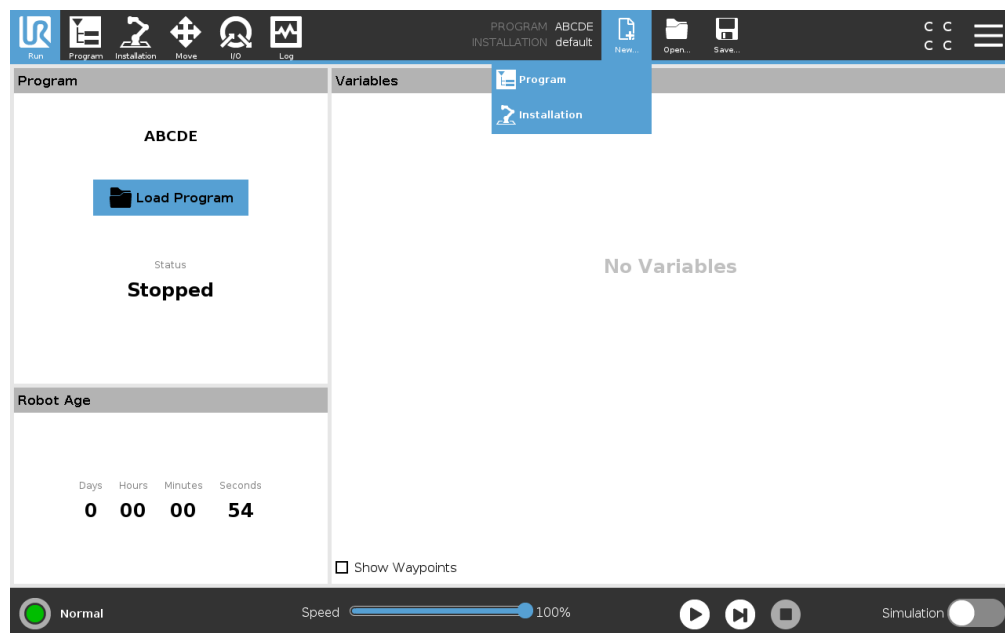 UR
Run
Program
Installation
Move
I/O
Log
PROGRAM ABCDE
INSTALLATION default
New...
Open...
Save...
C C
C C
Program
Installation
Program
ABCDE
Load Program
Status
Stopped
Variables
No Variables
Robot Age
Days Hours Minutes Seconds
0 00 00 54
Show Waypoints
Normal
Speed 100%
Simulation